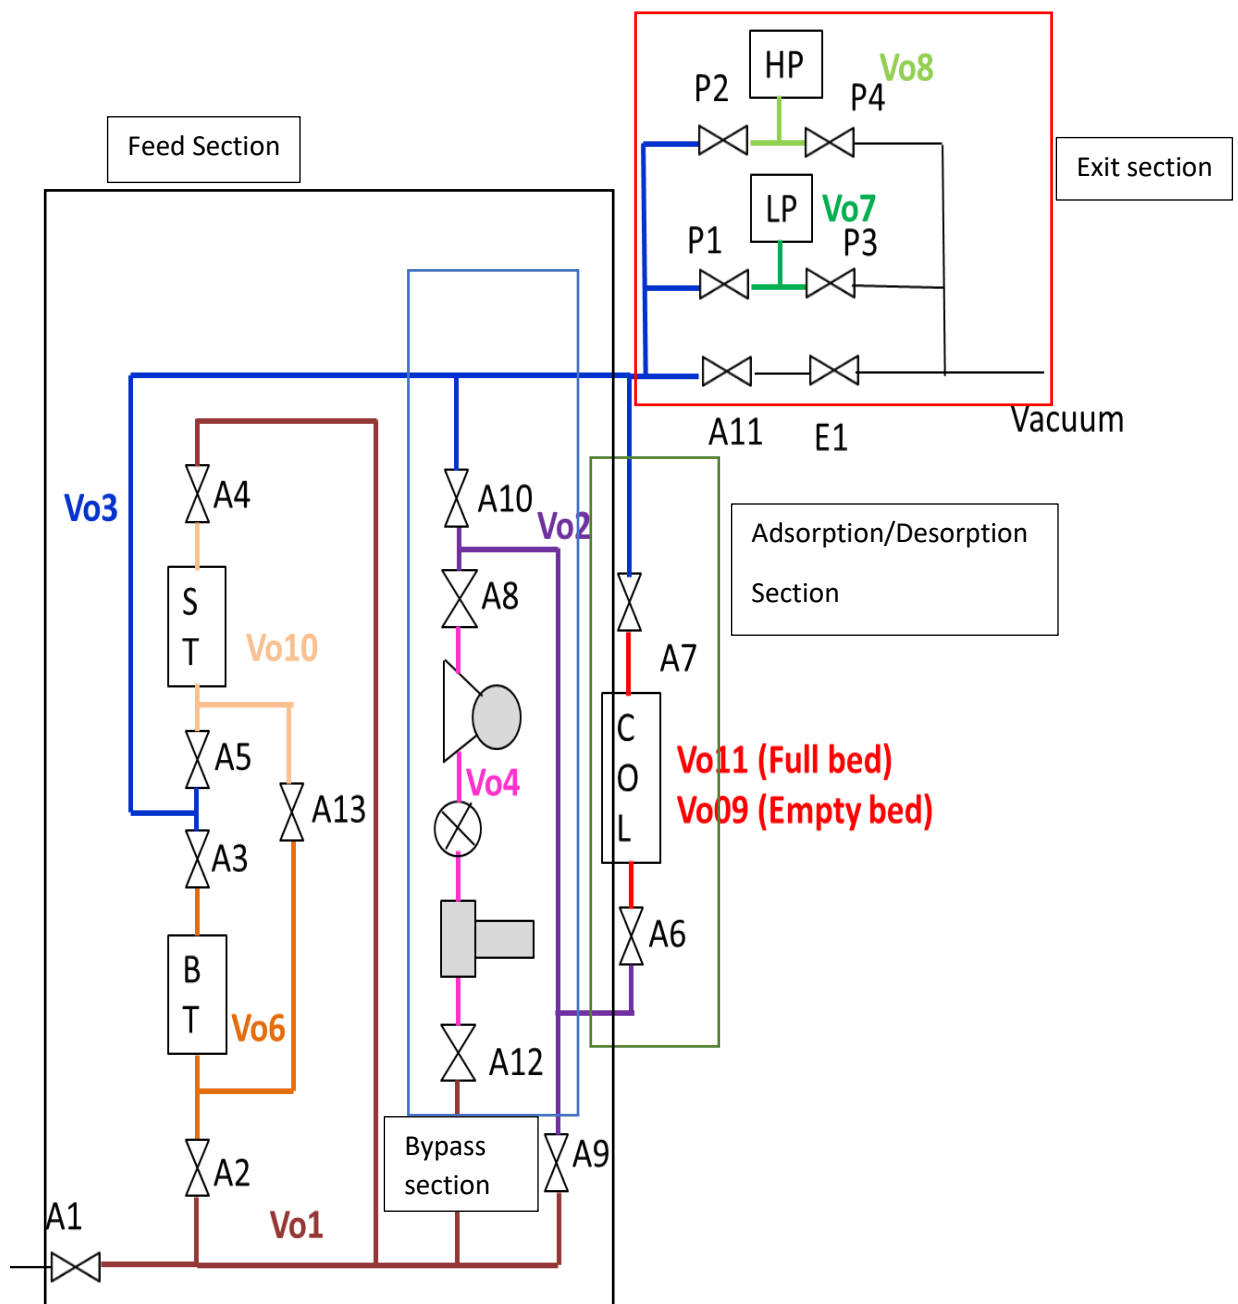 HP
Vo8
P2
P4
Feed Section
Exit section
LP
Vo7
P1
P3
Vacuum
A11
E1
A4
Vo3
A10
Vo2
Adsorption/Desorption
Section
A8
S
T
Vo10
A7
C
O
L
A5
Vo4
Vo11 (Full bed)
Vo09 (Empty bed)
A13
A3
A6
B
T
Vo6
A12
Bypass
section
A9
A2
A1
Vo1